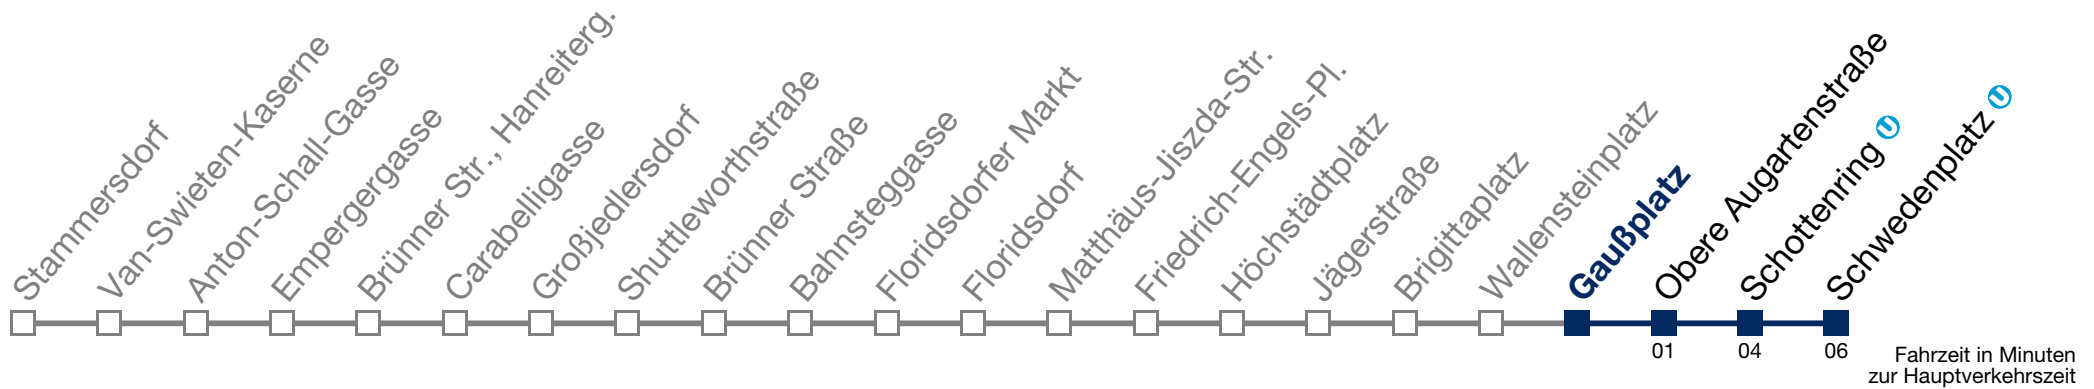 Stammersdorf
Van-Swieten-Kaserne
Anton-Schall-Gasse
Empergergasse
Brünner Str., Hanreiterg.
Carabelligasse
Großjedlersdorf
Shuttleworthstraße
Brünner Straße
Bahnsteggasse
Floridsdorfer Markt
Floridsdorf
Matthäus-Jiszda-Str.
Friedrich-Engels-Pl.
Höchstädtplatz
Jägerstraße
Brigittaplatz
Wallensteinplatz
Gaußplatz
Obere Augartenstraße
Schottenring U
Schwedenplatz U
01 04 06
Fahrzeit in Minuten
zur Hauptverkehrszeit